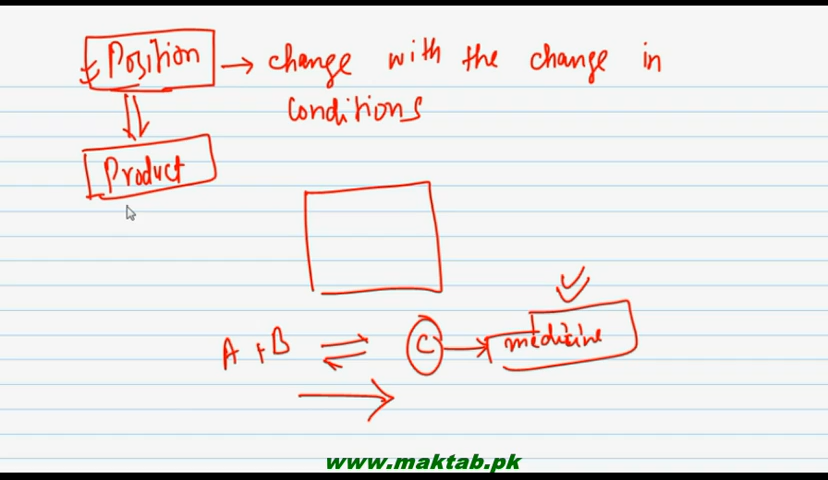 Position → change with the change in
conditions
Product
A + B ⇌ C → medicine
www.maktab.pk